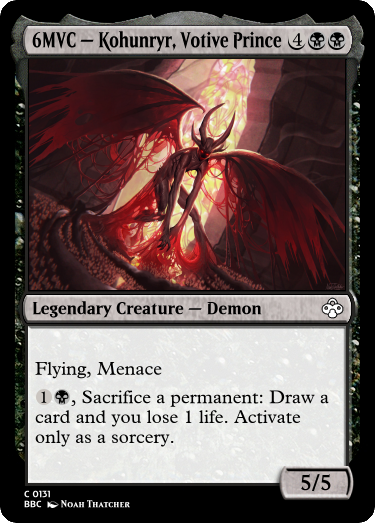 6MVC — Kohunryr, Votive Prince 4
Legendary Creature — Demon
Flying, Menace
1, Sacrifice a permanent: Draw a
card and you lose 1 life. Activate
only as a sorcery.
5/5
C 0131
BBC Noah Thatcher